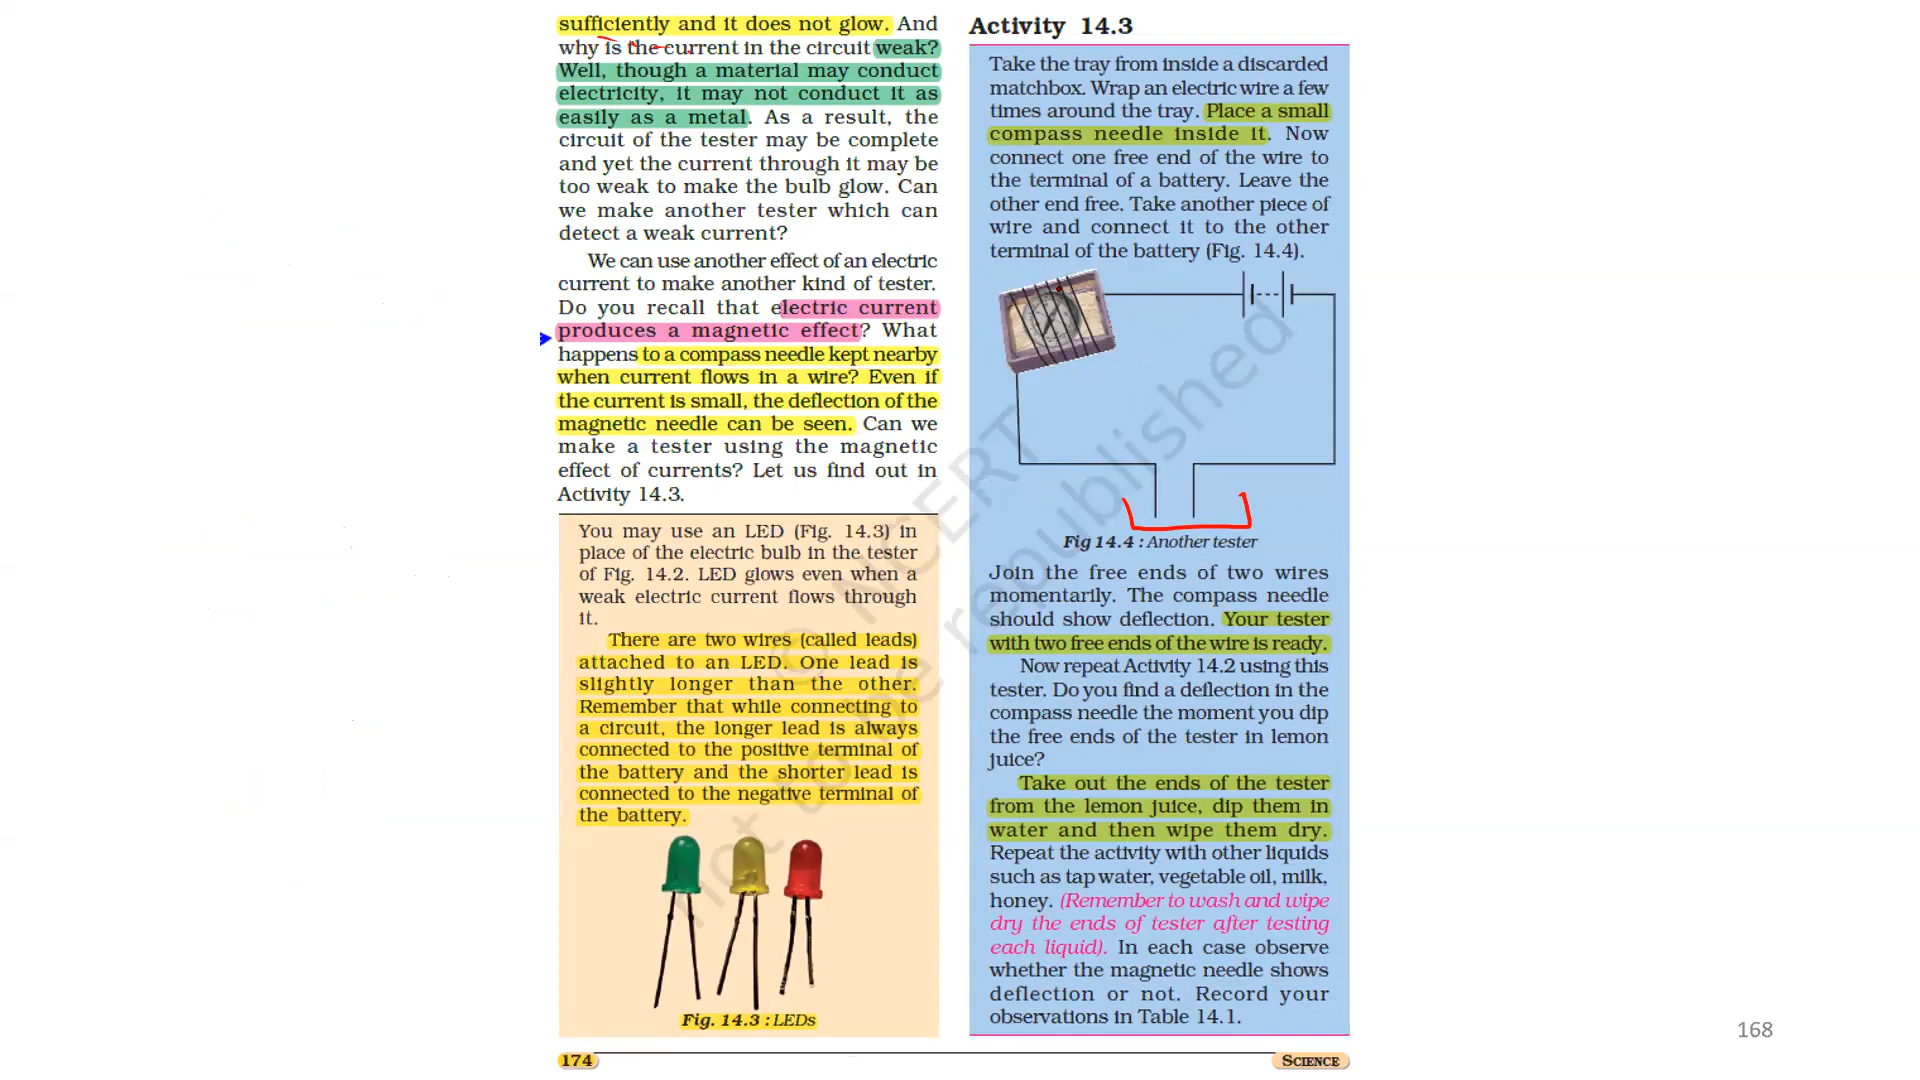 sufficiently and it does not glow. And
why is the current in the circuit weak?
Well, though a material may conduct
electricity, it may not conduct it as
easily as a metal. As a result, the
circuit of the tester may be complete
and yet the current through it may be
too weak to make the bulb glow. Can
we make another tester which can
detect a weak current?
We can use another effect of an electric
current to make another kind of tester.
Do you recall that electric current
produces a magnetic effect? What
happens to a compass needle kept nearby
when current flows in a wire? Even if
the current is small, the deflection of the
magnetic needle can be seen. Can we
make a tester using the magnetic
effect of currents? Let us find out in
Activity 14.3.
You may use an LED (Fig. 14.3) in
place of the electric bulb in the tester
of Fig. 14.2. LED glows even when a
weak electric current flows through
it.
There are two wires (called leads)
attached to an LED. One lead is
slightly longer than the other.
Remember that while connecting to
a circuit, the longer lead is always
connected to the positive terminal of
the battery and the shorter lead is
connected to the negative terminal of
the battery.
Fig. 14.3 : LEDs
174
Activity 14.3
Take the tray from inside a discarded
matchbox. Wrap an electric wire a few
times around the tray. Place a small
compass needle inside it. Now
connect one free end of the wire to
the terminal of a battery. Leave the
other end free. Take another piece of
wire and connect it to the other
terminal of the battery (Fig. 14.4).
Fig 14.4 : Another tester
Join the free ends of two wires
momentarily. The compass needle
should show deflection. Your tester
with two free ends of the wire is ready.
Now repeat Activity 14.2 using this
tester. Do you find a deflection in the
compass needle the moment you dip
the free ends of the tester in lemon
juice?
Take out the ends of the tester
from the lemon juice, dip them in
water and then wipe them dry.
Repeat the activity with other liquids
such as tap water, vegetable oil, milk,
honey. (Remember to wash and wipe
dry the ends of tester after testing
each liquid). In each case observe
whether the magnetic needle shows
deflection or not. Record your
observations in Table 14.1.
SCIENCE
© NCERT
not to be republished
168